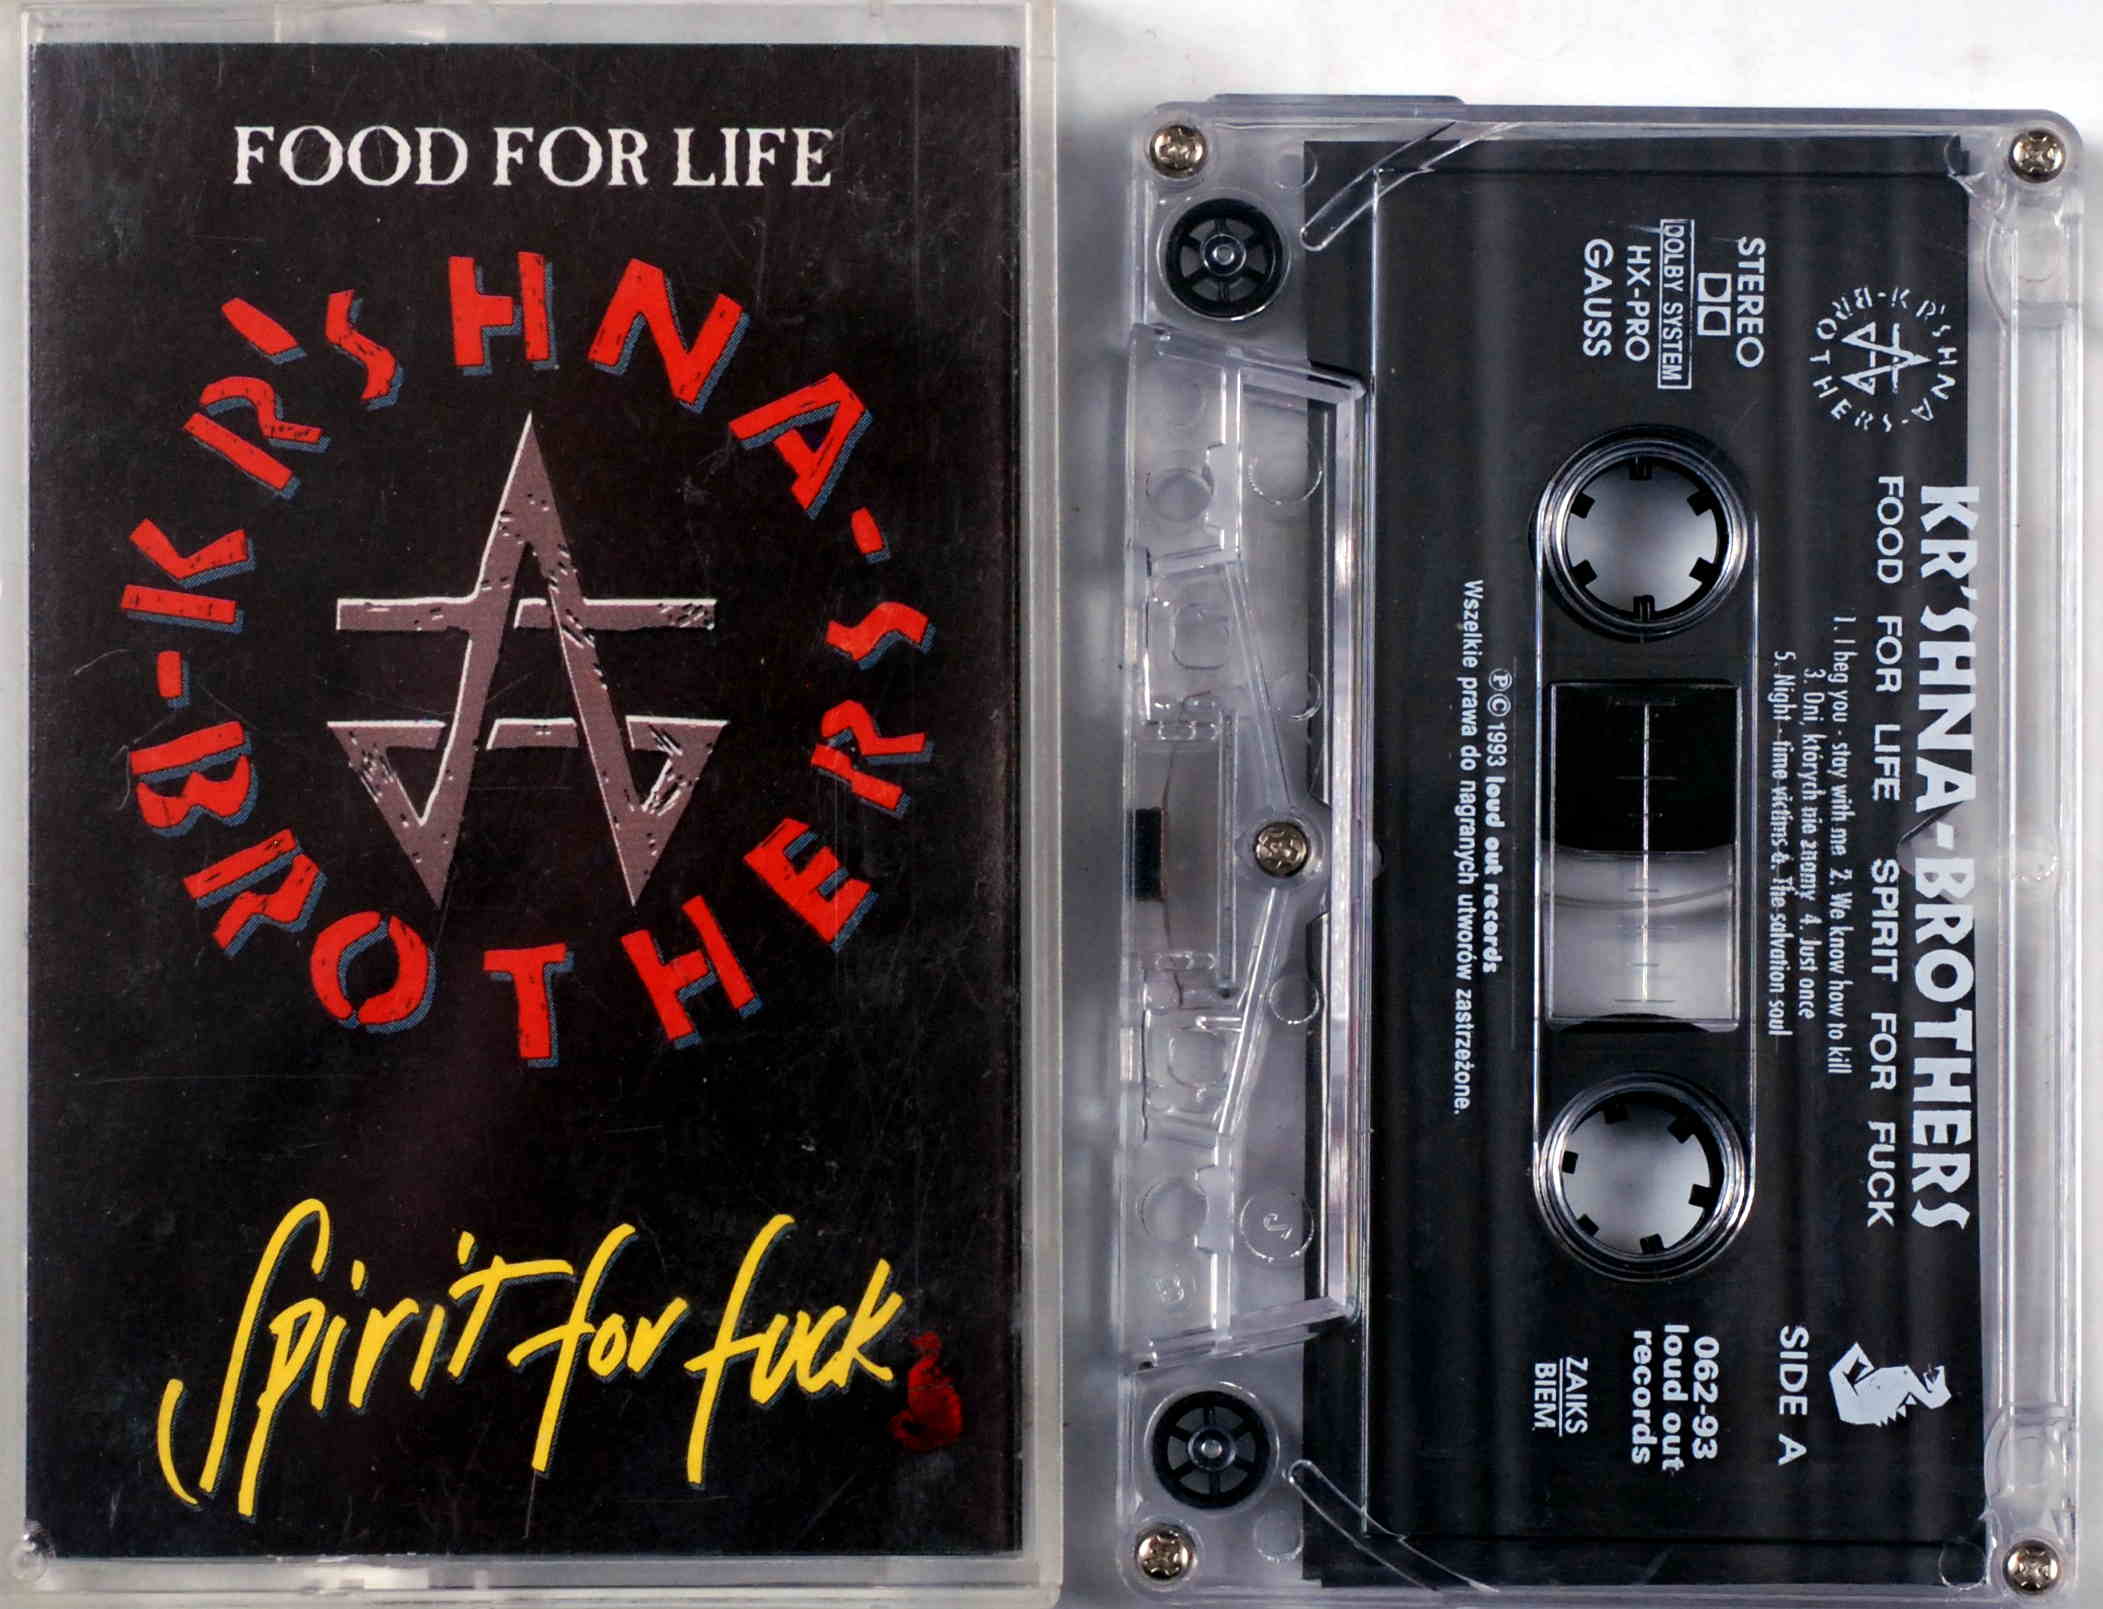 FOOD FOR LIFE
KR'SHNA-BROTHERS-
Spirit for fuck
KR'SHNA-BROTHERS-
KR'SHNA-BROTHERS
FOOD FOR LIFE SPIRIT FOR FUCK
1. I beg you - stay with me 2. We know how to kill
3. Dni, których nie znamy 4. Just one
5. Night - time victims 6. The salvation soul
STEREO
DOLBY SYSTEM
HX-PRO
GAUSS
SIDE A
062-93
loud out
records
ZAIKS
BIEM
℗© 1993 loud out records
Wszelkie prawa do nagranych utworów zastrzeżone.